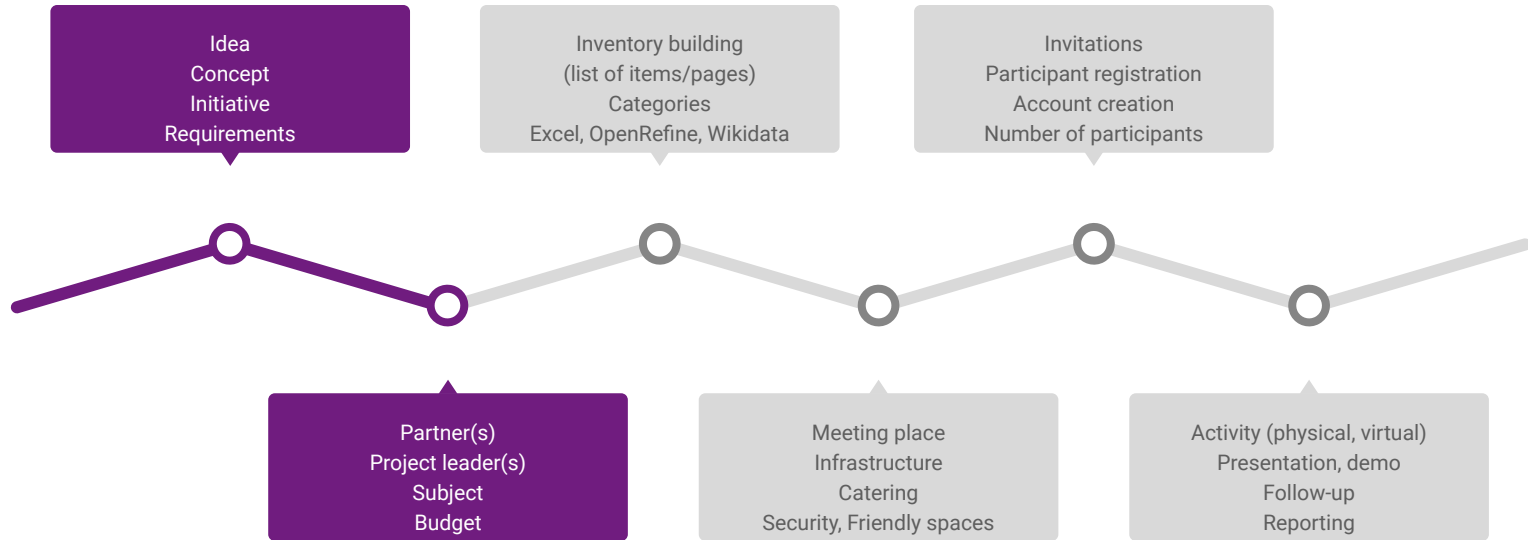 Idea
Concept
Initiative
Requirements
Inventory building
(list of items/pages)
Categories
Excel, OpenRefine, Wikidata
Invitations
Participant registration
Account creation
Number of participants
Partner(s)
Project leader(s)
Subject
Budget
Meeting place
Infrastructure
Catering
Security, Friendly spaces
Activity (physical, virtual)
Presentation, demo
Follow-up
Reporting